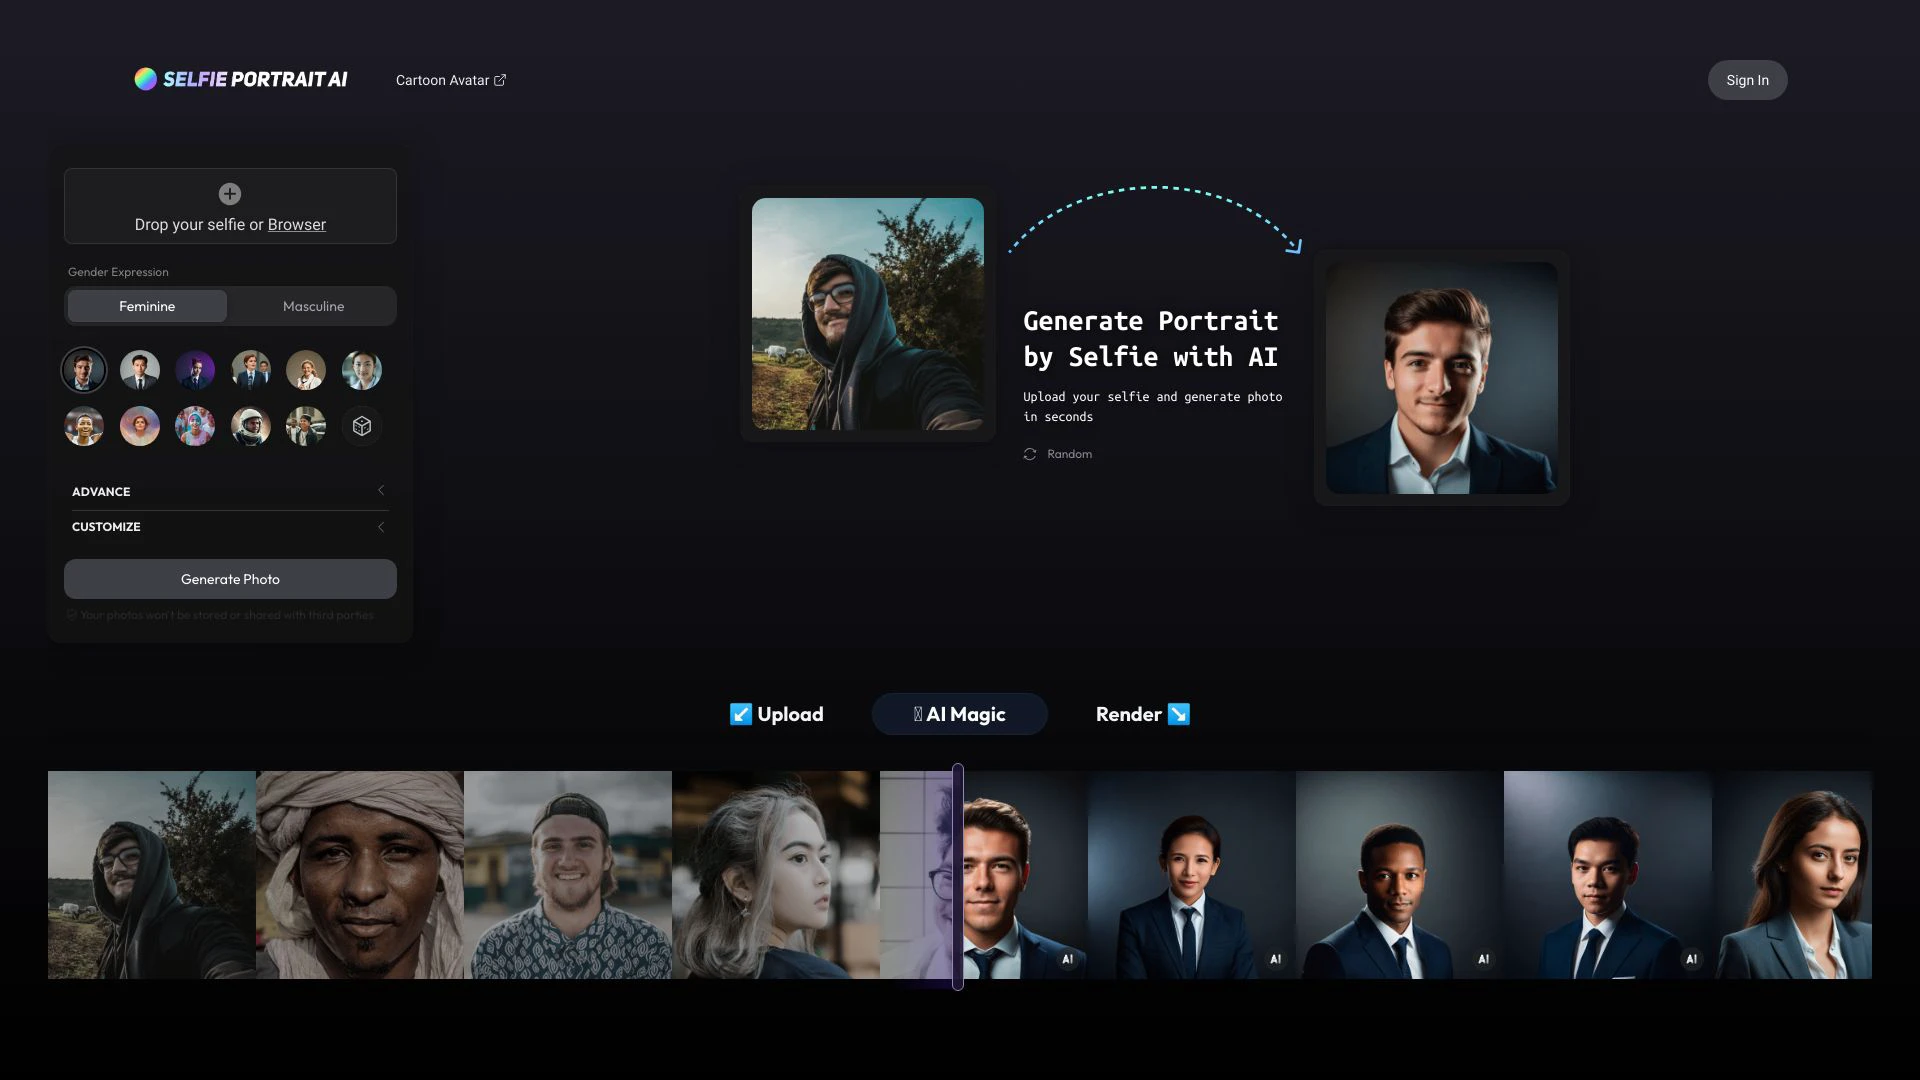 SELFIE PORTRAIT AI
Cartoon Avatar
Sign In
Drop your selfie or Browser
Gender Expression
Feminine
Masculine
ADVANCE
CUSTOMIZE
Generate Photo
Your photos won't be stored or shared with third parties
Generate Portrait
by Selfie with AI
Upload your selfie and generate photo
in seconds
Random
Upload
AI Magic
Render
AI
AI
AI
AI